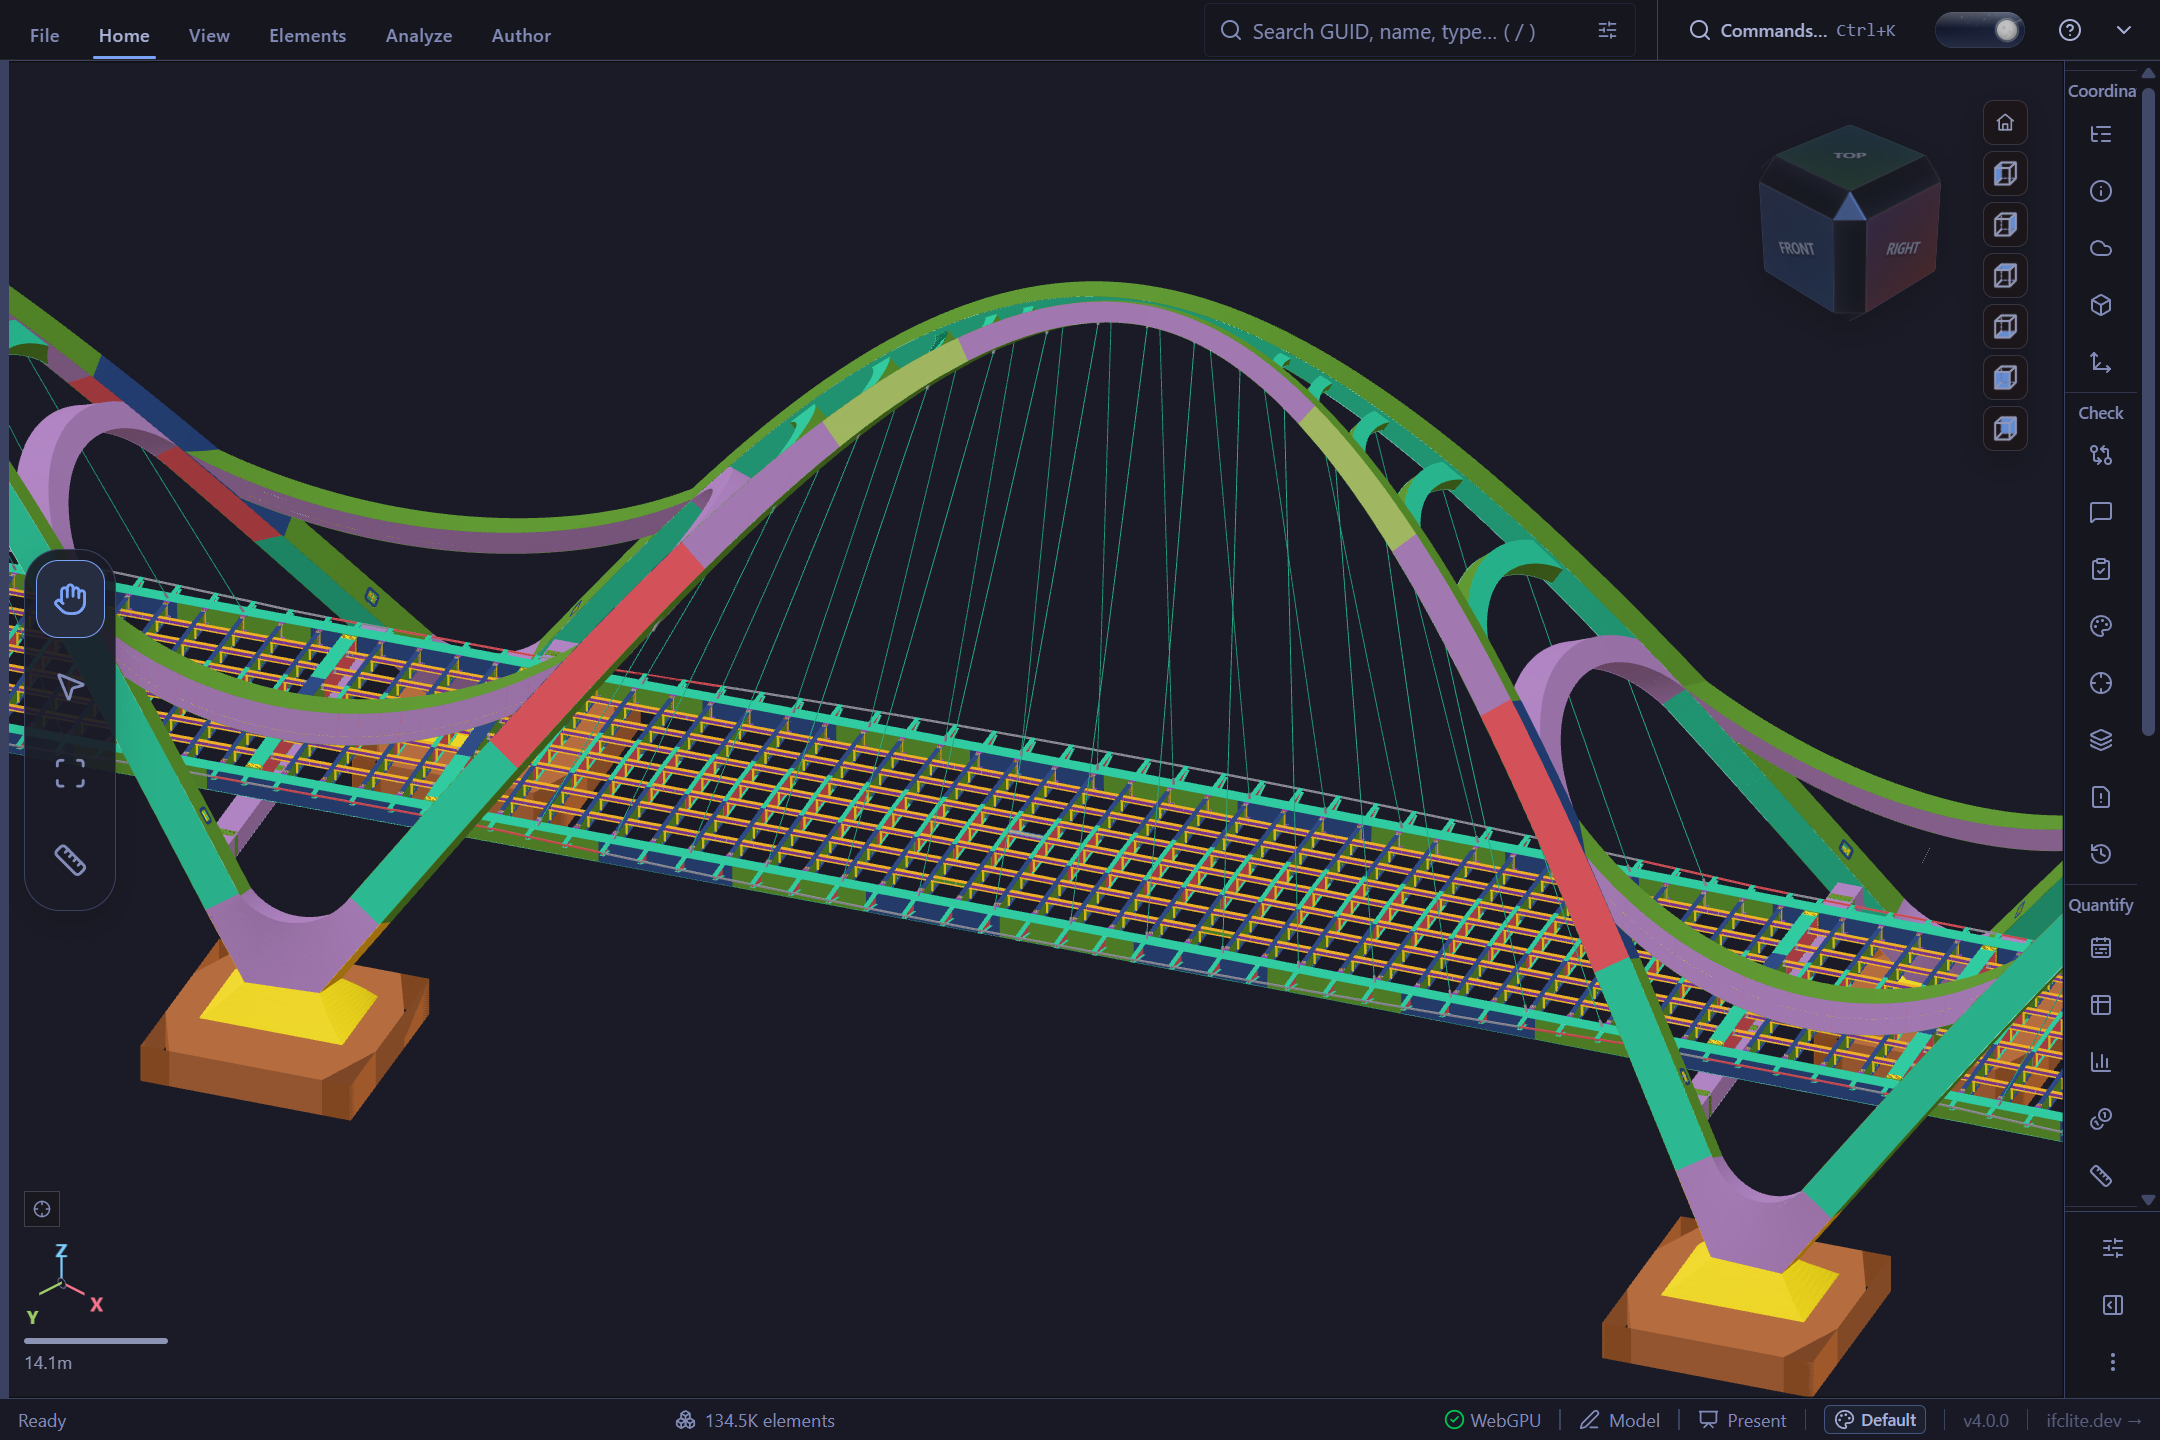 File Home View Elements Analyze Author
Search GUID, name, type... ( / )
Commands... Ctrl+K
TOP
FRONT
RIGHT
Coordina
Check
Quantify
Z
X
Y
14.1m
Ready
134.5K elements
WebGPU
Model
Present
Default
v4.0.0
ifclite.dev →